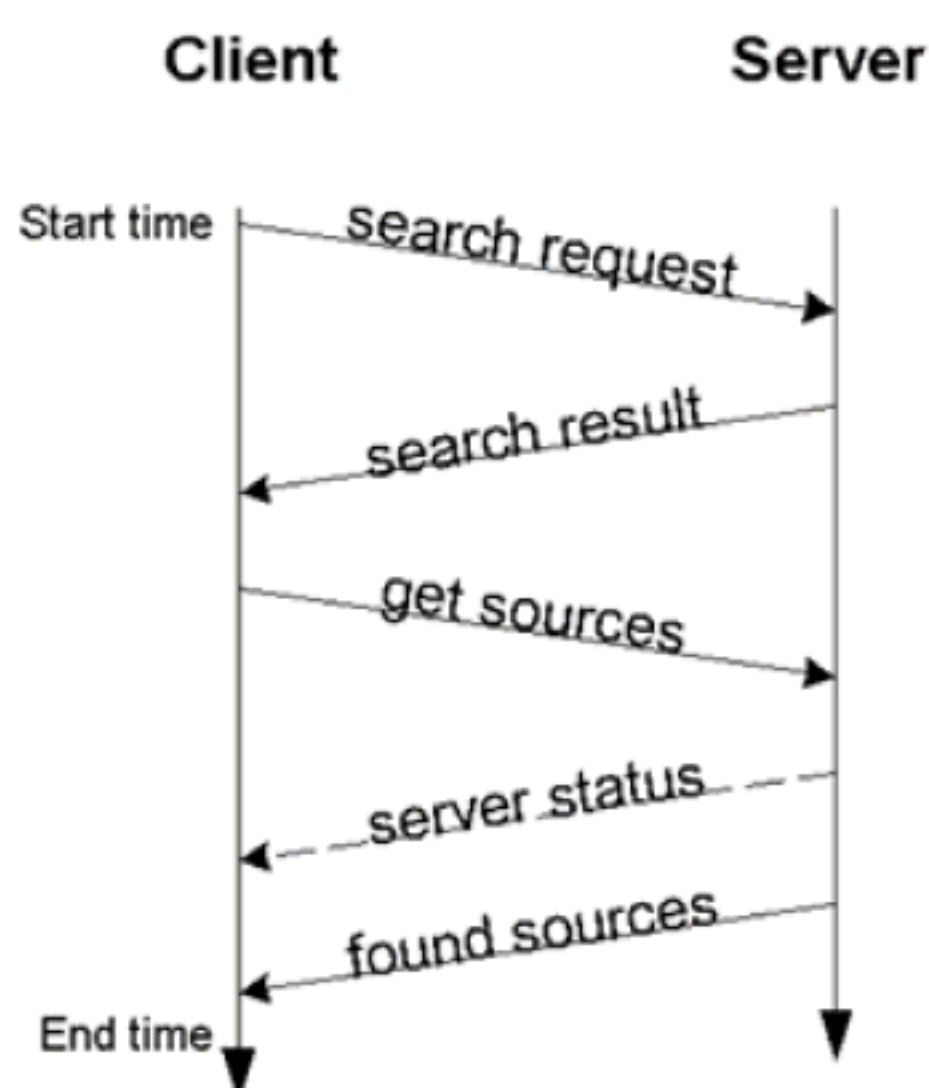 Client
Server
Start time
search request
search result
get sources
server status
found sources
End time